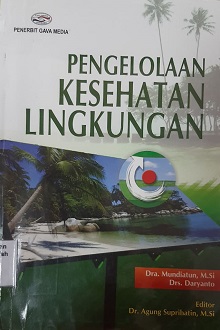 PENERBIT GAVA MEDIA
PENGELOLAAN
KESEHATAN
LINGKUNGAN
Dra. Mundiatun, M.Si
Drs. Daryanto
Editor
Dr. Agung Suprihatin, M.Si